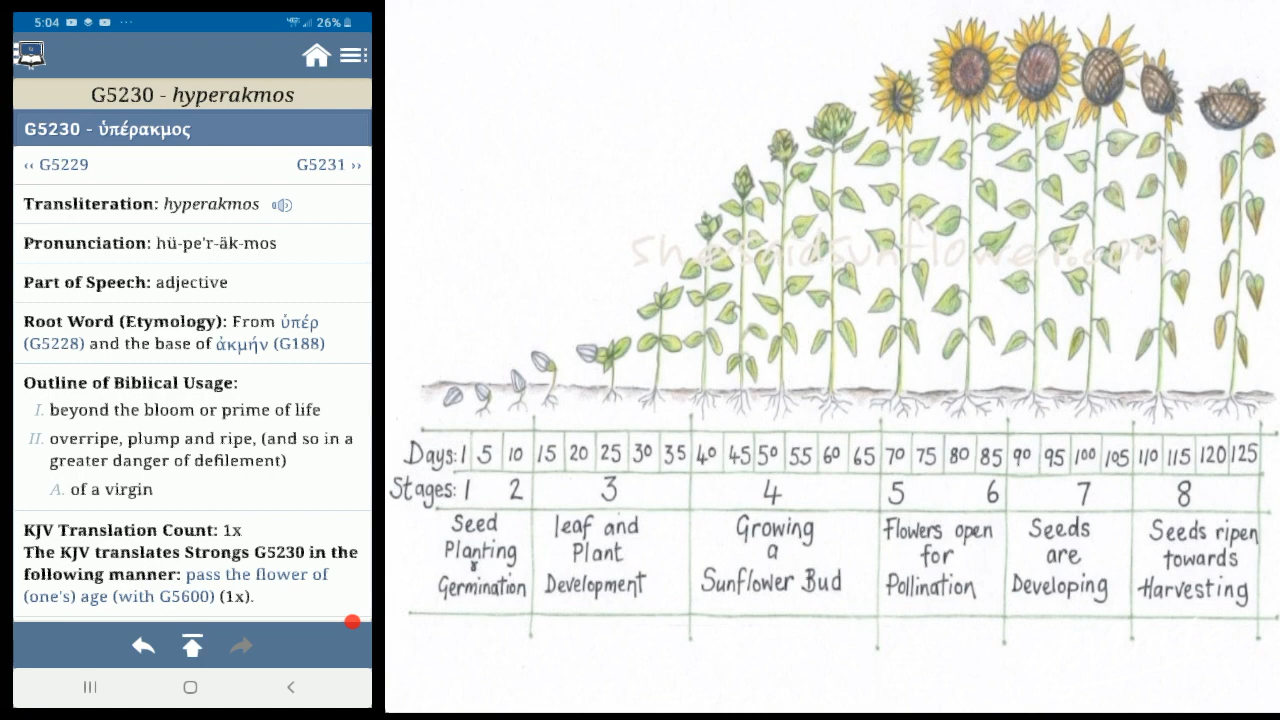 5:04
26%
G5230 - hyperakmos
G5230 - ὑπέρακμος
‹‹ G5229
G5231 ››
Transliteration: hyperakmos
Pronunciation: hü-pe'r-äk-mos
Part of Speech: adjective
Root Word (Etymology): From ὑπέρ
(G5228) and the base of ἀκμήν (G188)
Outline of Biblical Usage:
I. beyond the bloom or prime of life
II. overripe, plump and ripe, (and so in a
greater danger of defilement)
A. of a virgin
KJV Translation Count: 1x
The KJV translates Strongs G5230 in the
following manner: pass the flower of
(one's) age (with G5600) (1x).
shesaidsunflower.com
Days: 1 5 10 15 20 25 30 35 40 45 50 55 60 65 70 75 80 85 90 95 100 105 110 115 120 125
Stages: 1 2 3 4 5 6 7 8
Seed
Planting
&
Germination
leaf and
Plant
Development
Growing
a
Sunflower Bud
Flowers open
for
Pollination
Seeds
are
Developing
Seeds ripen
towards
Harvesting